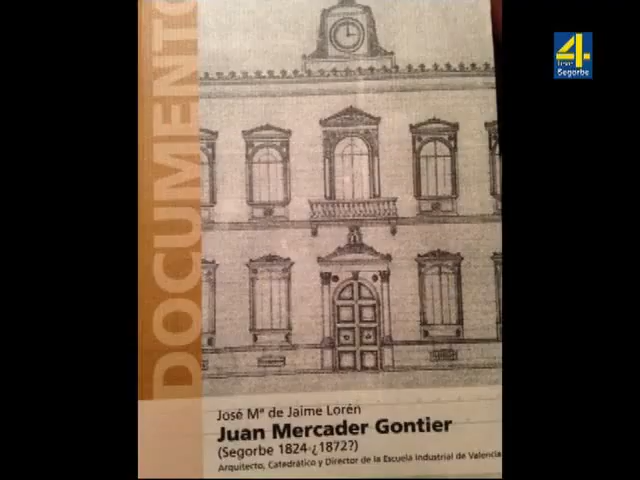 4
Segorbe
DOCUMENTO
José Mª de Jaime Lorén
Juan Mercader Gontier
(Segorbe 1824-¿1872?)
Arquitecto, Catedrático y Director de la Escuela Industrial de Valencia